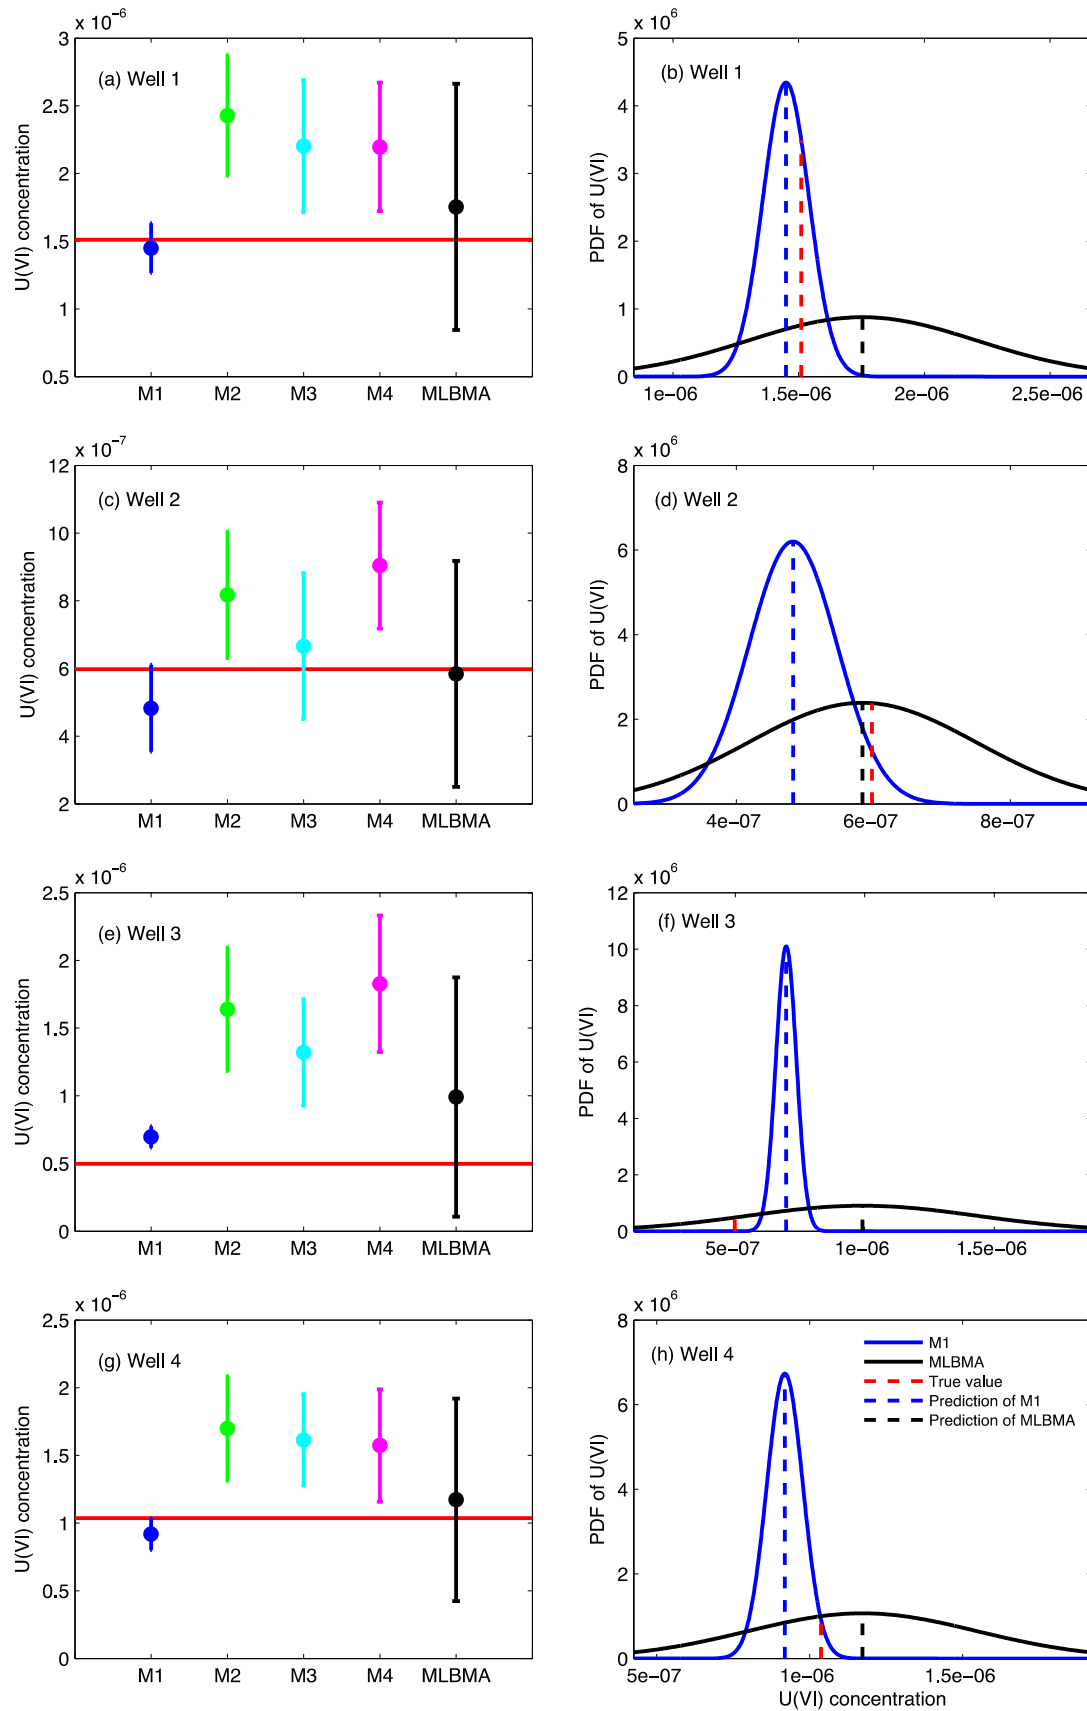 x 10⁻⁶
3
2.5
2
1.5
1
0.5
U(VI) concentration
(a) Well 1
M1 M2 M3 M4 MLBMA
x 10⁶
5
4
3
2
1
0
PDF of U(VI)
(b) Well 1
1e−06 1.5e−06 2e−06 2.5e−06
x 10⁻⁷
12
10
8
6
4
2
U(VI) concentration
(c) Well 2
M1 M2 M3 M4 MLBMA
x 10⁶
8
6
4
2
0
PDF of U(VI)
(d) Well 2
4e−07 6e−07 8e−07
x 10⁻⁶
2.5
2
1.5
1
0.5
0
U(VI) concentration
(e) Well 3
M1 M2 M3 M4 MLBMA
x 10⁶
12
10
8
6
4
2
0
PDF of U(VI)
(f) Well 3
5e−07 1e−06 1.5e−06
x 10⁻⁶
2.5
2
1.5
1
0.5
0
U(VI) concentration
(g) Well 4
M1 M2 M3 M4 MLBMA
x 10⁶
8
6
4
2
0
PDF of U(VI)
(h) Well 4
M1
MLBMA
True value
Prediction of M1
Prediction of MLBMA
5e−07 1e−06 1.5e−06
U(VI) concentration